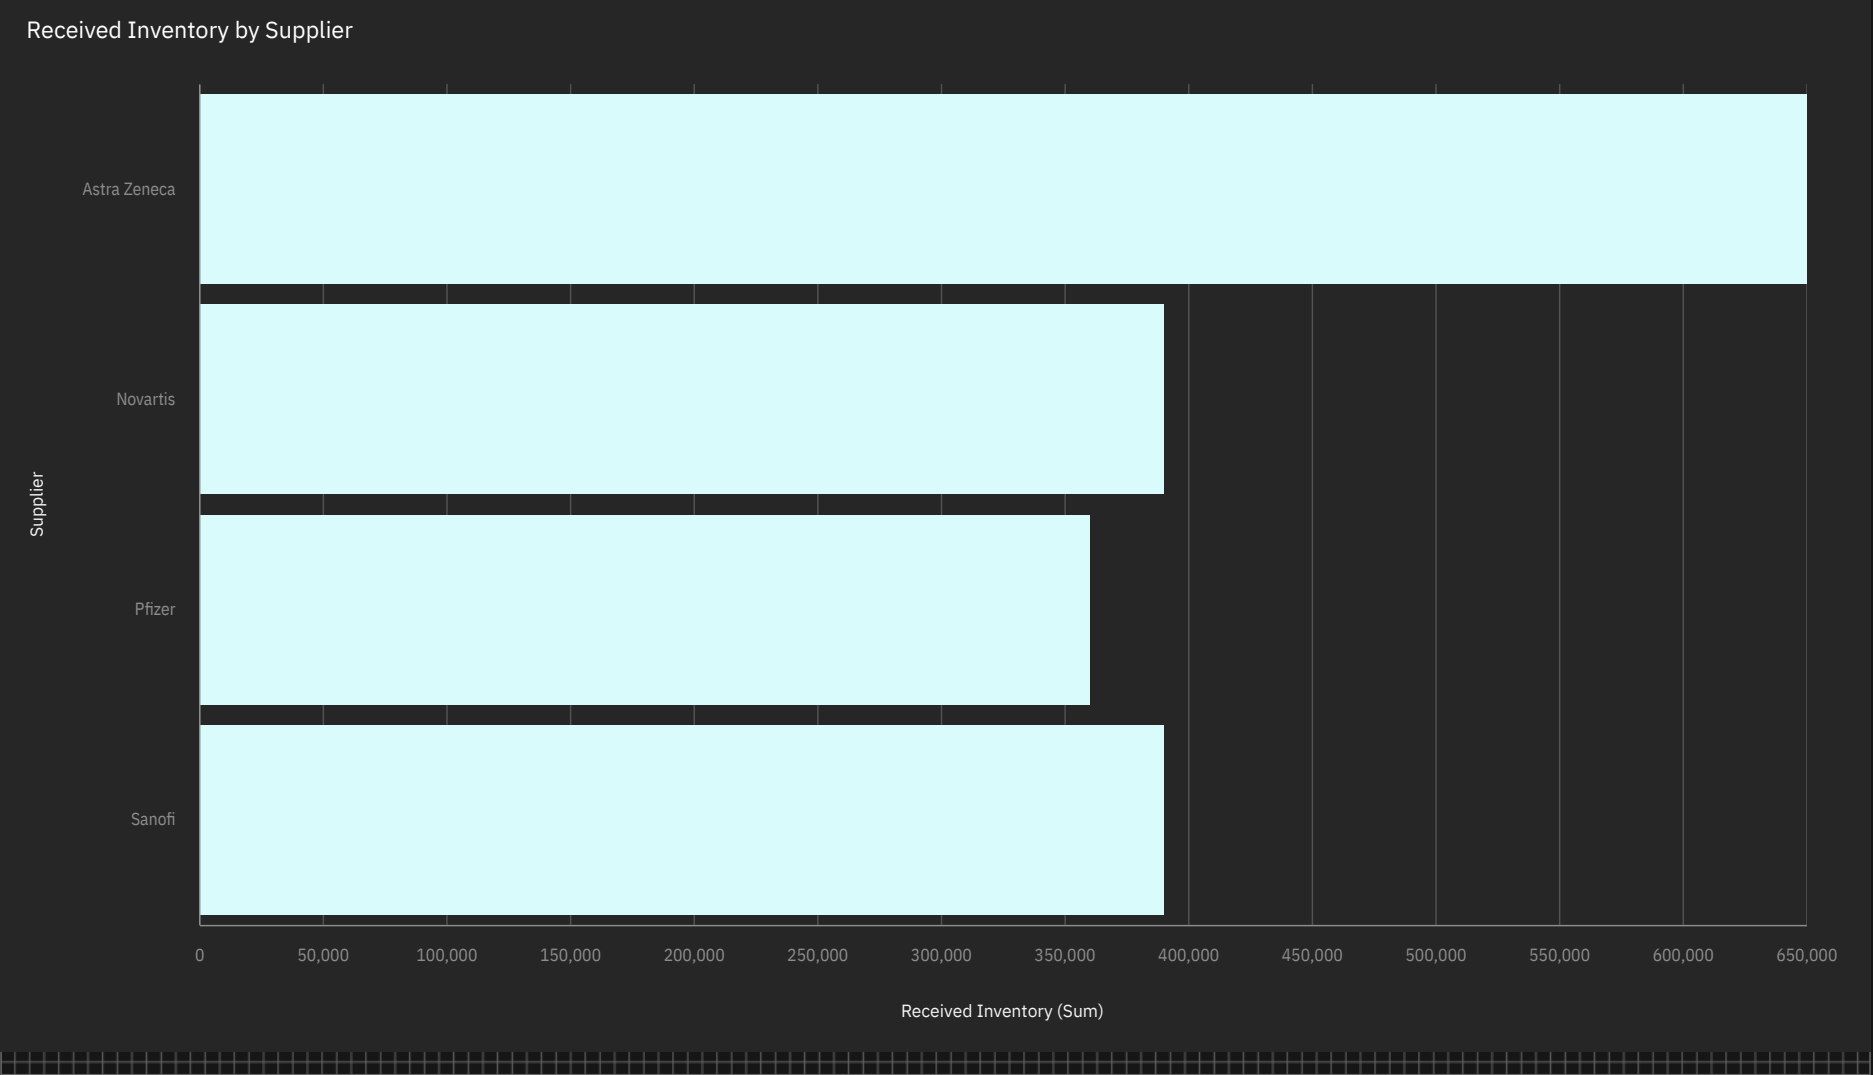 Received Inventory by Supplier
Astra Zeneca
Novartis
Supplier
Pfizer
Sanofi
0 50,000 100,000 150,000 200,000 250,000 300,000 350,000 400,000 450,000 500,000 550,000 600,000 650,000
Received Inventory (Sum)